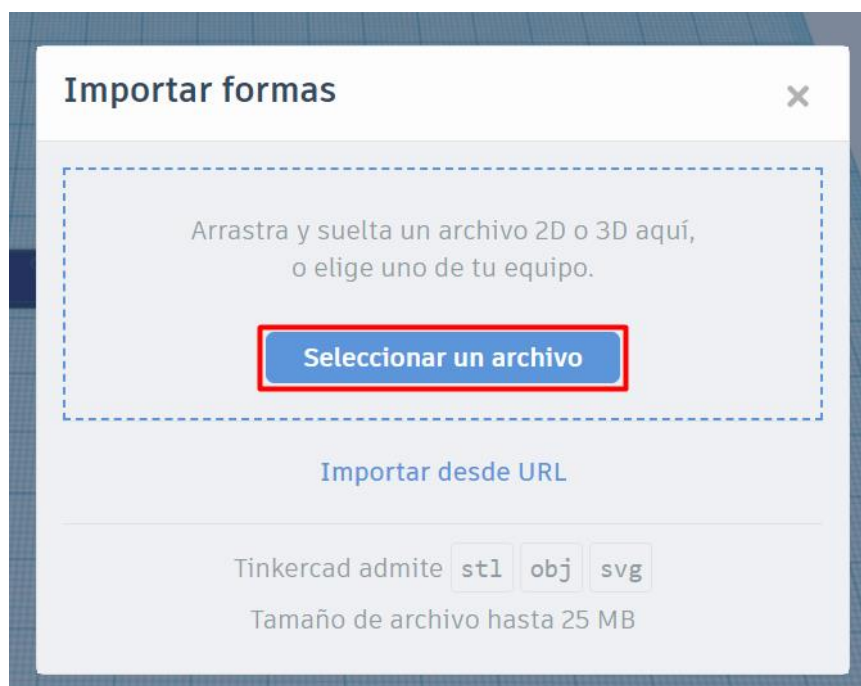 Importar formas
Arrastra y suelta un archivo 2D o 3D aquí,
o elige uno de tu equipo.
Seleccionar un archivo
Importar desde URL
Tinkercad admite stl obj svg
Tamaño de archivo hasta 25 MB